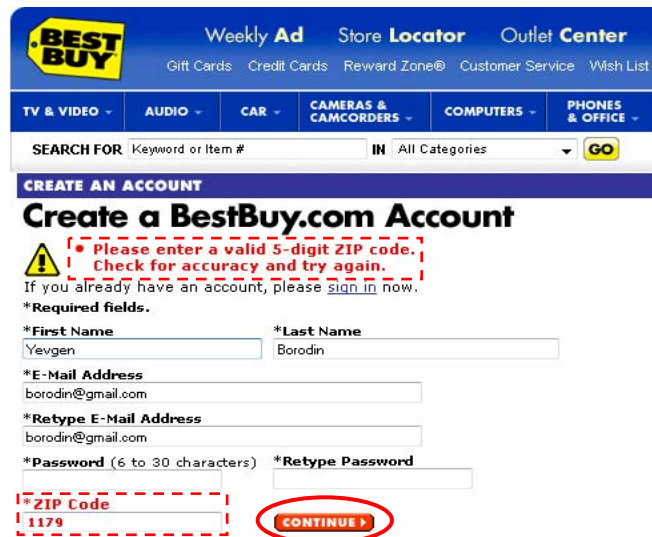 BEST BUY
Weekly Ad Store Locator Outlet Center
Gift Cards Credit Cards Reward Zone® Customer Service Wish List
TV & VIDEO AUDIO CAR CAMERAS & CAMCORDERS COMPUTERS PHONES & OFFICE
SEARCH FOR Keyword or Item # IN All Categories GO
CREATE AN ACCOUNT
Create a BestBuy.com Account
• Please enter a valid 5-digit ZIP code.
Check for accuracy and try again.
If you already have an account, please sign in now.
*Required fields.
*First Name *Last Name
Yevgen Borodin
*E-Mail Address
borodin@gmail.com
*Retype E-Mail Address
borodin@gmail.com
*Password (6 to 30 characters) *Retype Password
*ZIP Code
1179 CONTINUE